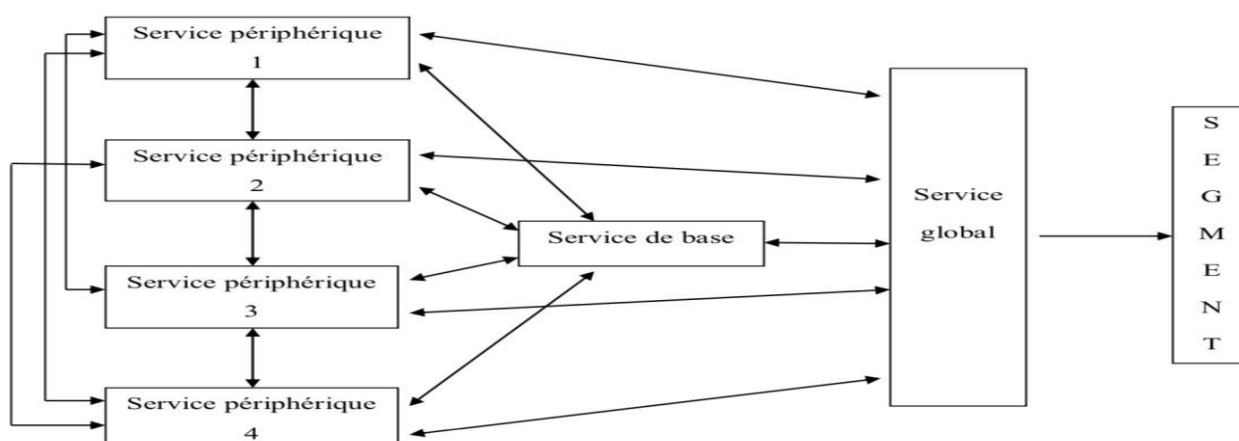 Service périphérique
1
Service périphérique
2
Service périphérique
3
Service périphérique
4
Service de base
Service
global
S
E
G
M
E
N
T